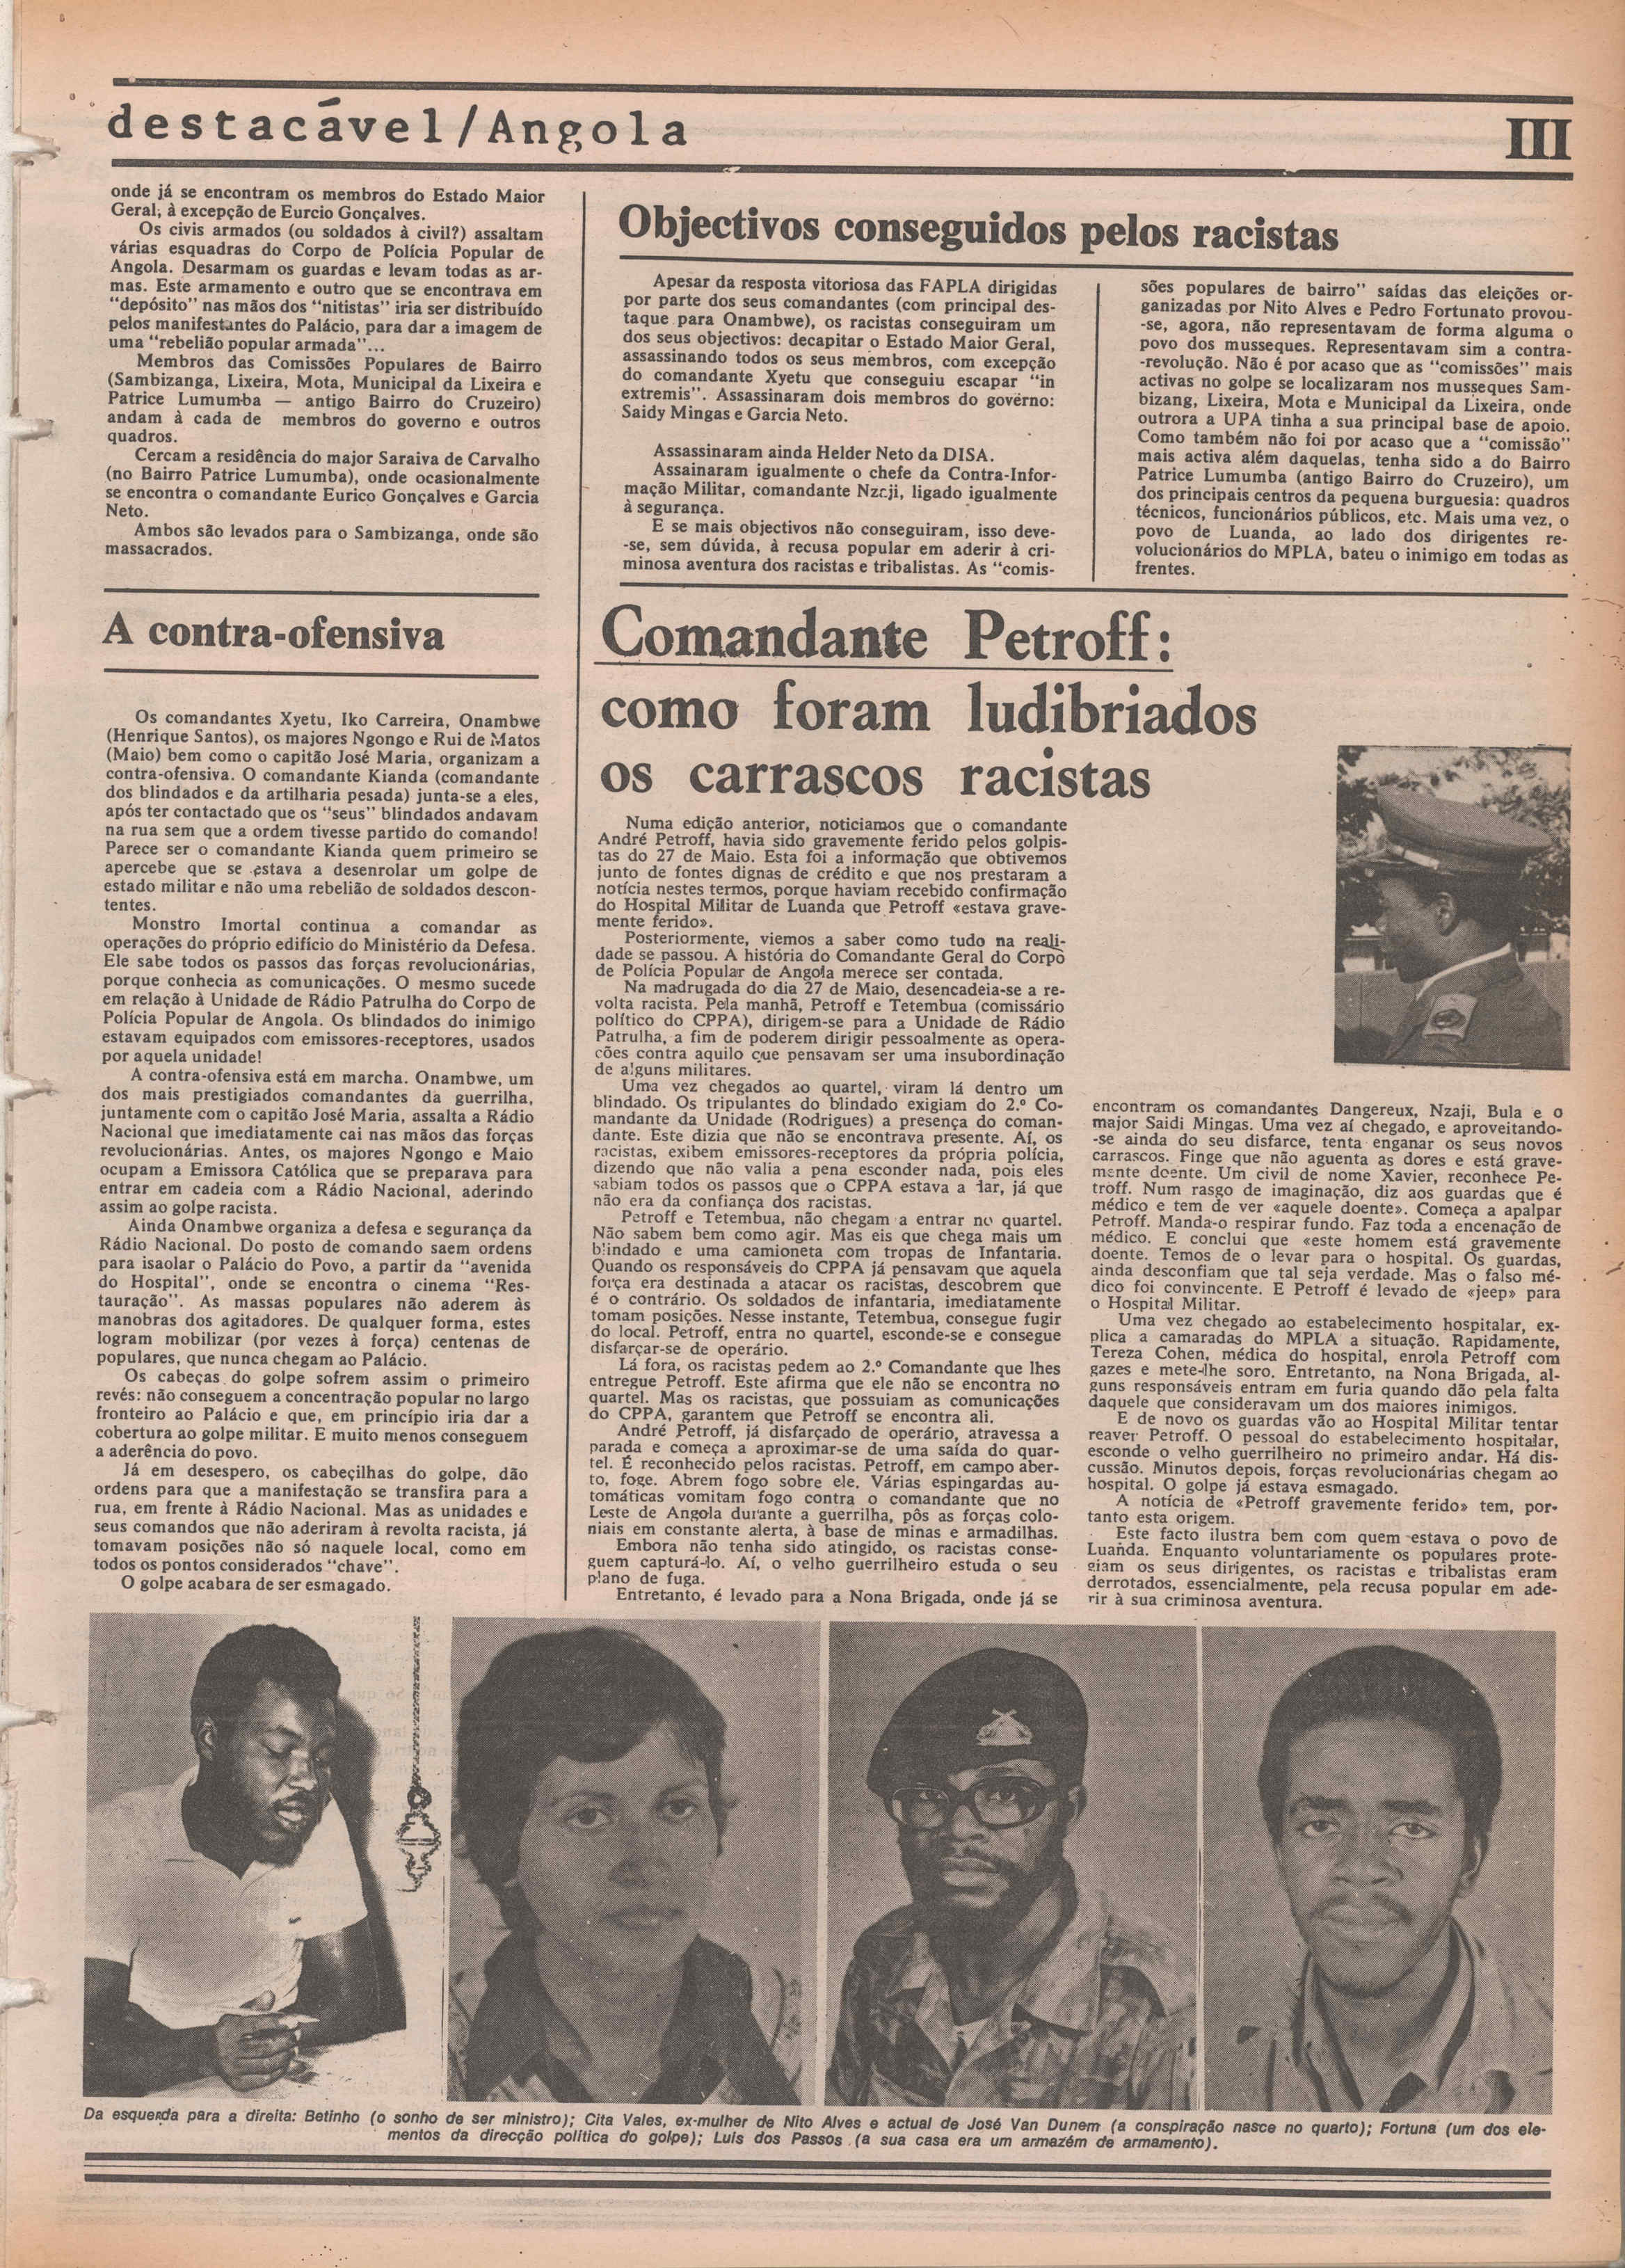 destacável/Angola
III
onde já se encontram os membros do Estado Maior
Geral, à excepção de Eurcio Gonçalves.
Os civis armados (ou soldados à civil?) assaltam
várias esquadras do Corpo de Polícia Popular de
Angola. Desarmam os guardas e levam todas as ar-
mas. Este armamento e outro que se encontrava em
"depósito" nas mãos dos "nitistas" iria ser distribuído
pelos manifestantes do Palácio, para dar a imagem de
uma "rebelião popular armada"...
Membros das Comissões Populares de Bairro
(Sambizanga, Lixeira, Mota, Municipal da Lixeira e
Patrice Lumumba — antigo Bairro do Cruzeiro)
andam à cada de membros do governo e outros
quadros.
Cercam a residência do major Saraiva de Carvalho
(no Bairro Patrice Lumumba), onde ocasionalmente
se encontra o comandante Eurico Gonçalves e Garcia
Neto.
Ambos são levados para o Sambizanga, onde são
massacrados.
A contra-ofensiva
Os comandantes Xyetu, Iko Carreira, Onambwe
(Henrique Santos), os majores Ngongo e Rui de Matos
(Maio) bem como o capitão José Maria, organizam a
contra-ofensiva. O comandante Kianda (comandante
dos blindados e da artilharia pesada) junta-se a eles,
após ter contactado que os "seus" blindados andavam
na rua sem que a ordem tivesse partido do comando!
Parece ser o comandante Kianda quem primeiro se
apercebe que se estava a desenrolar um golpe de
estado militar e não uma rebelião de soldados descon-
tentes.
Monstro Imortal continua a comandar as
operações do próprio edifício do Ministério da Defesa.
Ele sabe todos os passos das forças revolucionárias,
porque conhecia as comunicações. O mesmo sucede
em relação à Unidade de Rádio Patrulha do Corpo de
Polícia Popular de Angola. Os blindados do inimigo
estavam equipados com emissores-receptores, usados
por aquela unidade!
A contra-ofensiva está em marcha. Onambwe, um
dos mais prestigiados comandantes da guerrilha,
juntamente com o capitão José Maria, assalta a Rádio
Nacional que imediatamente cai nas mãos das forças
revolucionárias. Antes, os majores Ngongo e Maio
ocupam a Emissora Católica que se preparava para
entrar em cadeia com a Rádio Nacional, aderindo
assim ao golpe racista.
Ainda Onambwe organiza a defesa e segurança da
Rádio Nacional. Do posto de comando saem ordens
para isaolar o Palácio do Povo, a partir da "avenida
do Hospital", onde se encontra o cinema "Res-
tauração". As massas populares não aderem às
manobras dos agitadores. De qualquer forma, estes
logram mobilizar (por vezes à força) centenas de
populares, que nunca chegam ao Palácio.
Os cabeças do golpe sofrem assim o primeiro
revés: não conseguem a concentração popular no largo
fronteiro ao Palácio e que, em princípio iria dar a
cobertura ao golpe militar. E muito menos conseguem
a aderência do povo.
Já em desespero, os cabeçilhas do golpe, dão
ordens para que a manifestação se transfira para a
rua, em frente à Rádio Nacional. Mas as unidades e
seus comandos que não aderiram à revolta racista, já
tomavam posições não só naquele local, como em
todos os pontos considerados "chave".
O golpe acabara de ser esmagado.
Objectivos conseguidos pelos racistas
Apesar da resposta vitoriosa das FAPLA dirigidas
por parte dos seus comandantes (com principal des-
taque para Onambwe), os racistas conseguiram um
dos seus objectivos: decapitar o Estado Maior Geral,
assassinando todos os seus membros, com excepção
do comandante Xyetu que conseguiu escapar "in
extremis". Assassinaram dois membros do govêrno:
Saidy Mingas e Garcia Neto.
Assassinaram ainda Helder Neto da DISA.
Assainaram igualmente o chefe da Contra-Infor-
mação Militar, comandante Nzaji, ligado igualmente
à segurança.
E se mais objectivos não conseguiram, isso deve-
-se, sem dúvida, à recusa popular em aderir à cri-
minosa aventura dos racistas e tribalistas. As "comis-
sões populares de bairro" saídas das eleições or-
ganizadas por Nito Alves e Pedro Fortunato provou-
-se, agora, não representavam de forma alguma o
povo dos musseques. Representavam sim a contra-
-revolução. Não é por acaso que as "comissões" mais
activas no golpe se localizaram nos musseques Sam-
bizang, Lixeira, Mota e Municipal da Lixeira, onde
outrora a UPA tinha a sua principal base de apoio.
Como também não foi por acaso que a "comissão"
mais activa além daquelas, tenha sido a do Bairro
Patrice Lumumba (antigo Bairro do Cruzeiro), um
dos principais centros da pequena burguesia: quadros
técnicos, funcionários públicos, etc. Mais uma vez, o
povo de Luanda, ao lado dos dirigentes re-
volucionários do MPLA, bateu o inimigo em todas as
frentes.
Comandante Petroff:
como foram ludibriados
os carrascos racistas
Numa edição anterior, noticiamos que o comandante
André Petroff, havia sido gravemente ferido pelos golpis-
tas do 27 de Maio. Esta foi a informação que obtivemos
junto de fontes dignas de crédito e que nos prestaram a
notícia nestes termos, porque haviam recebido confirmação
do Hospital Militar de Luanda que Petroff «estava grave-
mente ferido».
Posteriormente, viemos a saber como tudo na reali-
dade se passou. A história do Comandante Geral do Corpo
de Polícia Popular de Angola merece ser contada.
Na madrugada do dia 27 de Maio, desencadeia-se a re-
volta racista. Pela manhã, Petroff e Tetembua (comissário
político do CPPA), dirigem-se para a Unidade de Rádio
Patrulha, a fim de poderem dirigir pessoalmente as opera-
ções contra aquilo que pensavam ser uma insubordinação
de alguns militares.
Uma vez chegados ao quartel, viram lá dentro um
blindado. Os tripulantes do blindado exigiam do 2.º Co-
mandante da Unidade (Rodrigues) a presença do coman-
dante. Este dizia que não se encontrava presente. Aí, os
racistas, exibem emissores-receptores da própria polícia,
dizendo que não valia a pena esconder nada, pois eles
sabiam todos os passos que o CPPA estava a dar, já que
não era da confiança dos racistas.
Petroff e Tetembua, não chegam a entrar no quartel.
Não sabem bem como agir. Mas eis que chega mais um
blindado e uma camioneta com tropas de Infantaria.
Quando os responsáveis do CPPA já pensavam que aquela
força era destinada a atacar os racistas, descobrem que
é o contrário. Os soldados de infantaria, imediatamente
tomam posições. Nesse instante, Tetembua, consegue fugir
do local. Petroff, entra no quartel, esconde-se e consegue
disfarçar-se de operário.
Lá fora, os racistas pedem ao 2.º Comandante que lhes
entregue Petroff. Este afirma que ele não se encontra no
quartel. Mas os racistas, que possuiam as comunicações
do CPPA, garantem que Petroff se encontra ali.
André Petroff, já disfarçado de operário, atravessa a
parada e começa a aproximar-se de uma saída do quar-
tel. É reconhecido pelos racistas. Petroff, em campo aber-
to, foge. Abrem fogo sobre ele. Várias espingardas au-
tomáticas vomitam fogo contra o comandante que no
Leste de Angola durante a guerrilha, pôs as forças colo-
niais em constante alerta, à base de minas e armadilhas.
Embora não tenha sido atingido, os racistas conse-
guem capturá-lo. Aí, o velho guerrilheiro estuda o seu
plano de fuga.
Entretanto, é levado para a Nona Brigada, onde já se
encontram os comandantes Dangereux, Nzaji, Bula e o
major Saidi Mingas. Uma vez aí chegado, e aproveitando-
-se ainda do seu disfarce, tenta enganar os seus novos
carrascos. Finge que não aguenta as dores e está grave-
mente doente. Um civil de nome Xavier, reconhece Pe-
troff. Num rasgo de imaginação, diz aos guardas que é
médico e tem de ver «aquele doente». Começa a apalpar
Petroff. Manda-o respirar fundo. Faz toda a encenação de
médico. E conclui que «este homem está gravemente
doente. Temos de o levar para o hospital. Os guardas,
ainda desconfiam que tal seja verdade. Mas o falso mé-
dico foi convincente. E Petroff é levado de «jeep» para
o Hospital Militar.
Uma vez chegado ao estabelecimento hospitalar, ex-
plica a camaradas do MPLA a situação. Rapidamente,
Tereza Cohen, médica do hospital, enrola Petroff com
gazes e mete-lhe soro. Entretanto, na Nona Brigada, al-
guns responsáveis entram em furia quando dão pela falta
daquele que consideravam um dos maiores inimigos.
E de novo os guardas vão ao Hospital Militar tentar
reaver Petroff. O pessoal do estabelecimento hospitalar,
esconde o velho guerrilheiro no primeiro andar. Há dis-
cussão. Minutos depois, forças revolucionárias chegam ao
hospital. O golpe já estava esmagado.
A notícia de «Petroff gravemente ferido» tem, por-
tanto esta origem.
Este facto ilustra bem com quem estava o povo de
Luanda. Enquanto voluntariamente os populares prote-
giam os seus dirigentes, os racistas e tribalistas eram
derrotados, essencialmente, pela recusa popular em ade-
rir à sua criminosa aventura.
Da esquerda para a direita: Betinho (o sonho de ser ministro); Cita Vales, ex-mulher de Nito Alves e actual de José Van Dunem (a conspiração nasce no quarto); Fortuna (um dos ele-
mentos da direcção política do golpe); Luis dos Passos (a sua casa era um armazém de armamento).